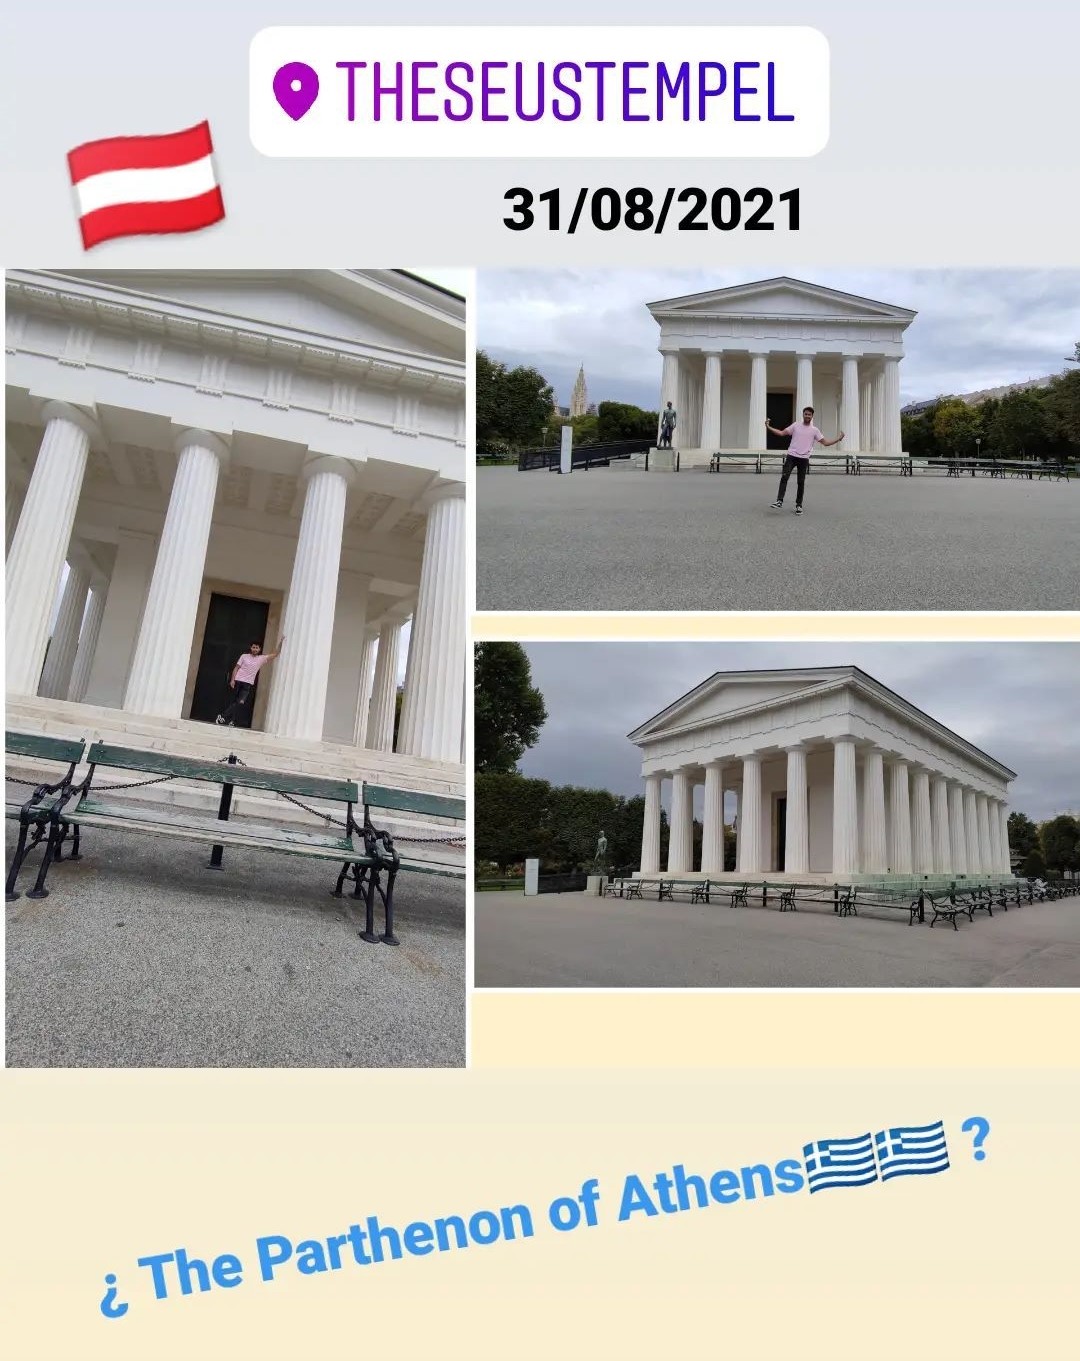 THESEUSTEMPEL
31/08/2021
¿ The Parthenon of Athens🇬🇷🇬🇷 ?